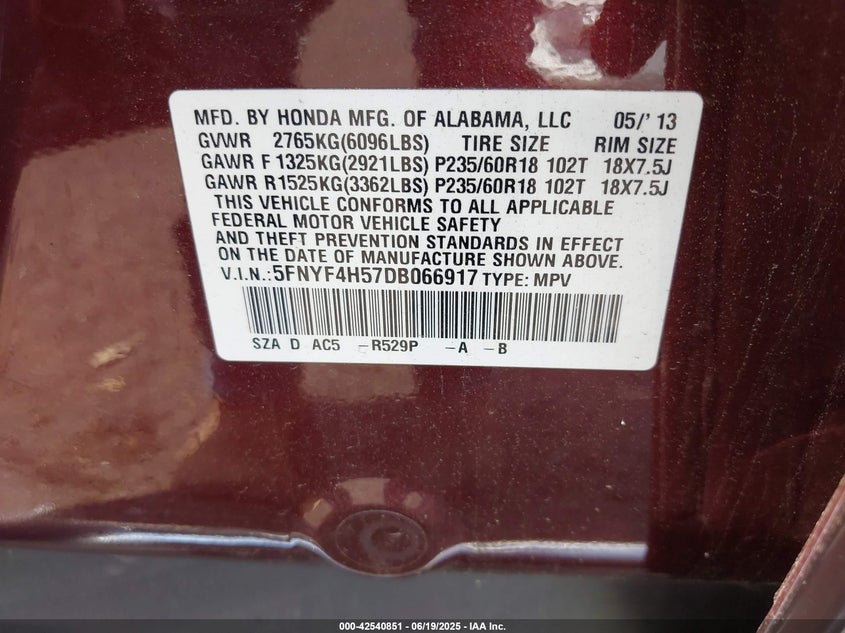 MFD. BY HONDA MFG. OF ALABAMA, LLC 05/' 13
GVWR 2765KG(6096LBS) TIRE SIZE RIM SIZE
GAWR F 1325KG(2921LBS) P235/60R18 102T 18X7.5J
GAWR R1525KG(3362LBS) P235/60R18 102T 18X7.5J
THIS VEHICLE CONFORMS TO ALL APPLICABLE
FEDERAL MOTOR VEHICLE SAFETY
AND THEFT PREVENTION STANDARDS IN EFFECT
ON THE DATE OF MANUFACTURE SHOWN ABOVE.
V.I.N.: 5FNYF4H57DB066917 TYPE: MPV
SZA D AC5 -R529P -A -B
000-42540851 - 06/19/2025 - IAA Inc.